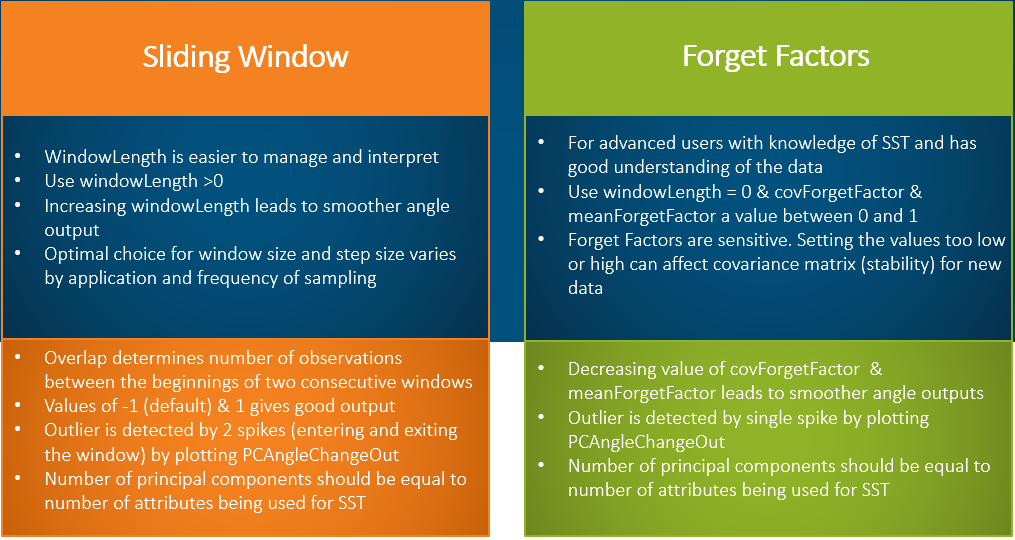 Sliding Window
• WindowLength is easier to manage and interpret
• Use windowLength >0
• Increasing windowLength leads to smoother angle
output
• Optimal choice for window size and step size varies
by application and frequency of sampling
• Overlap determines number of observations
between the beginnings of two consecutive windows
• Values of -1 (default) & 1 gives good output
• Outlier is detected by 2 spikes (entering and exiting
the window) by plotting PCAngleChangeOut
• Number of principal components should be equal to
number of attributes being used for SST
Forget Factors
• For advanced users with knowledge of SST and has
good understanding of the data
• Use windowLength = 0 & covForgetFactor &
meanForgetFactor a value between 0 and 1
• Forget Factors are sensitive. Setting the values too low
or high can affect covariance matrix (stability) for new
data
• Decreasing value of covForgetFactor &
meanForgetFactor leads to smoother angle outputs
• Outlier is detected by single spike by plotting
PCAngleChangeOut
• Number of principal components should be equal to
number of attributes being used for SST